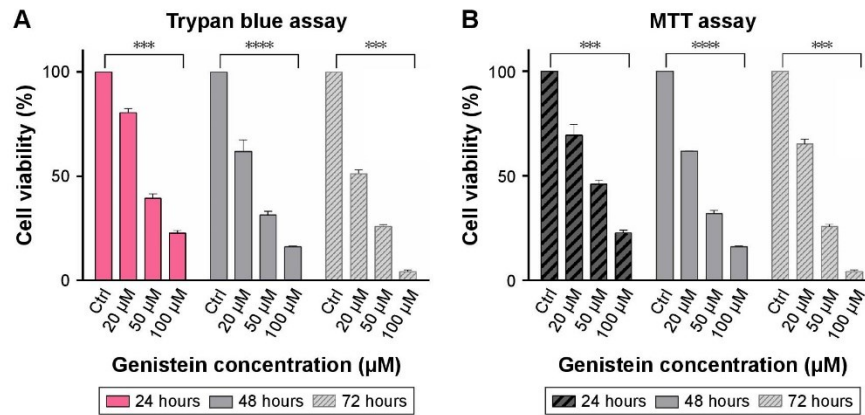 A Trypan blue assay
*** **** ***
Cell viability (%)
100
50
0
Ctrl 20 µM 50 µM 100 µM Ctrl 20 µM 50 µM 100 µM Ctrl 20 µM 50 µM 100 µM
Genistein concentration (µM)
24 hours 48 hours 72 hours
B MTT assay
*** **** ***
Cell viability (%)
100
50
0
Ctrl 20 µM 50 µM 100 µM Ctrl 20 µM 50 µM 100 µM Ctrl 20 µM 50 µM 100 µM
Genistein concentration (µM)
24 hours 48 hours 72 hours